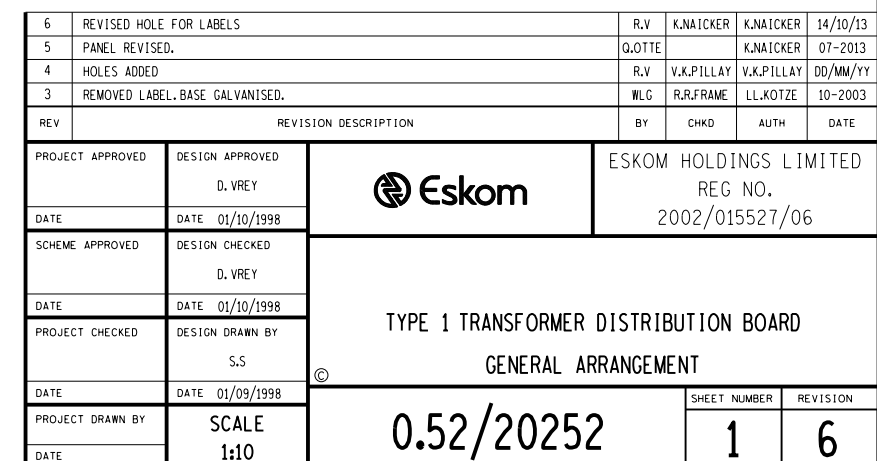 6 REVISED HOLE FOR LABELS R.V K.NAICKER K.NAICKER 14/10/13
5 PANEL REVISED. Q.OTTE K.NAICKER 07-2013
4 HOLES ADDED R.V V.K.PILLAY V.K.PILLAY DD/MM/YY
3 REMOVED LABEL.BASE GALVANISED. WLG R.R.FRAME LL.KOTZE 10-2003
REV REVISION DESCRIPTION BY CHKD AUTH DATE
PROJECT APPROVED
DATE
DESIGN APPROVED
D. VREY
DATE 01/10/1998
Eskom
ESKOM HOLDINGS LIMITED
REG NO.
2002/015527/06
SCHEME APPROVED
DATE
DESIGN CHECKED
D. VREY
DATE 01/10/1998
PROJECT CHECKED
DATE
DESIGN DRAWN BY
S.S
DATE 01/09/1998
TYPE 1 TRANSFORMER DISTRIBUTION BOARD
GENERAL ARRANGEMENT
©
PROJECT DRAWN BY
DATE
SCALE
1:10
0.52/20252
SHEET NUMBER
1
REVISION
6